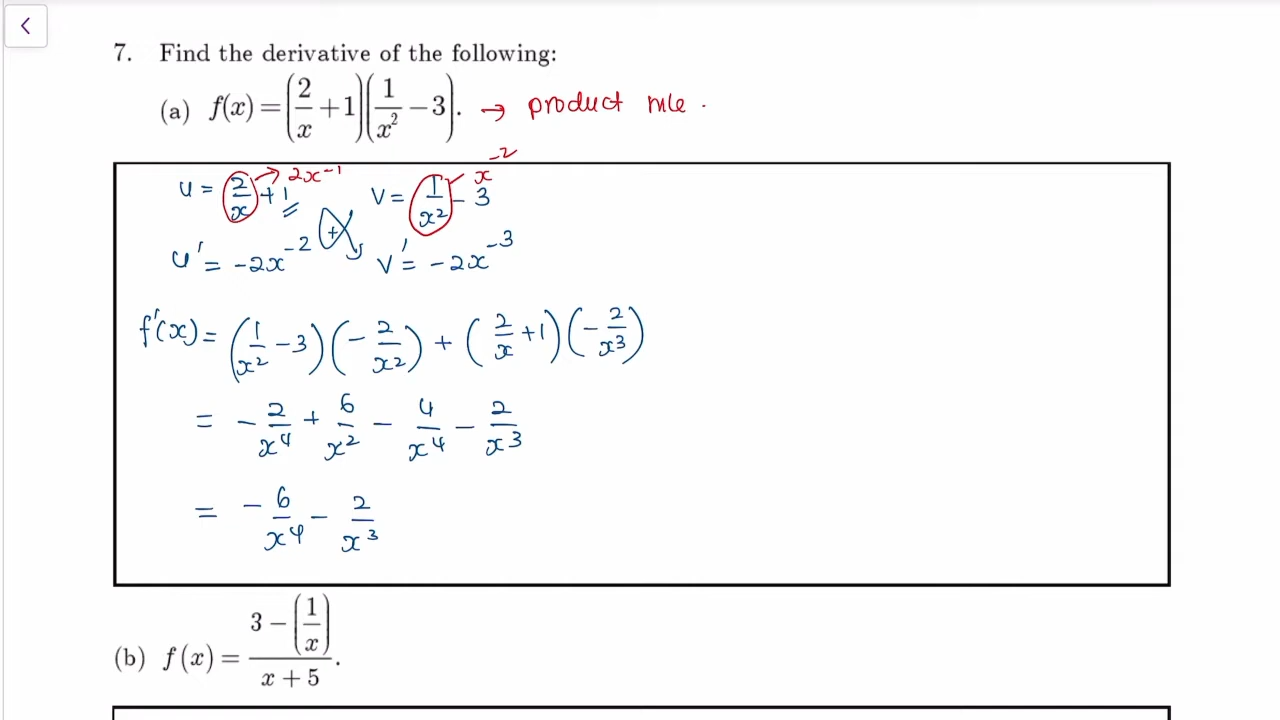 7. Find the derivative of the following:
(a) f(x) = (2/x + 1)(1/x² − 3). → product rule.
u = 2/x + 1 → 2x⁻¹ v = 1/x² − 3 x⁻²
+
u' = −2x⁻² v' = −2x⁻³
f'(x) = (1/x² − 3)(−2/x²) + (2/x + 1)(−2/x³)
= −2/x⁴ + 6/x² − 4/x⁴ − 2/x³
= −6/x⁴ − 2/x³
(b) f(x) = (3 − (1/x))/(x + 5).